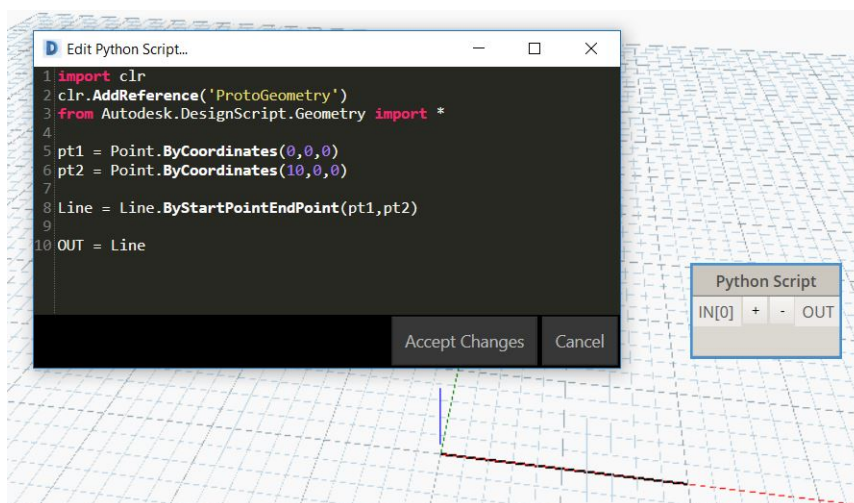 Edit Python Script...
1 import clr
2 clr.AddReference('ProtoGeometry')
3 from Autodesk.DesignScript.Geometry import *
4
5 pt1 = Point.ByCoordinates(0,0,0)
6 pt2 = Point.ByCoordinates(10,0,0)
7
8 Line = Line.ByStartPointEndPoint(pt1,pt2)
9
10 OUT = Line
Accept Changes Cancel
Python Script
IN[0] + - OUT